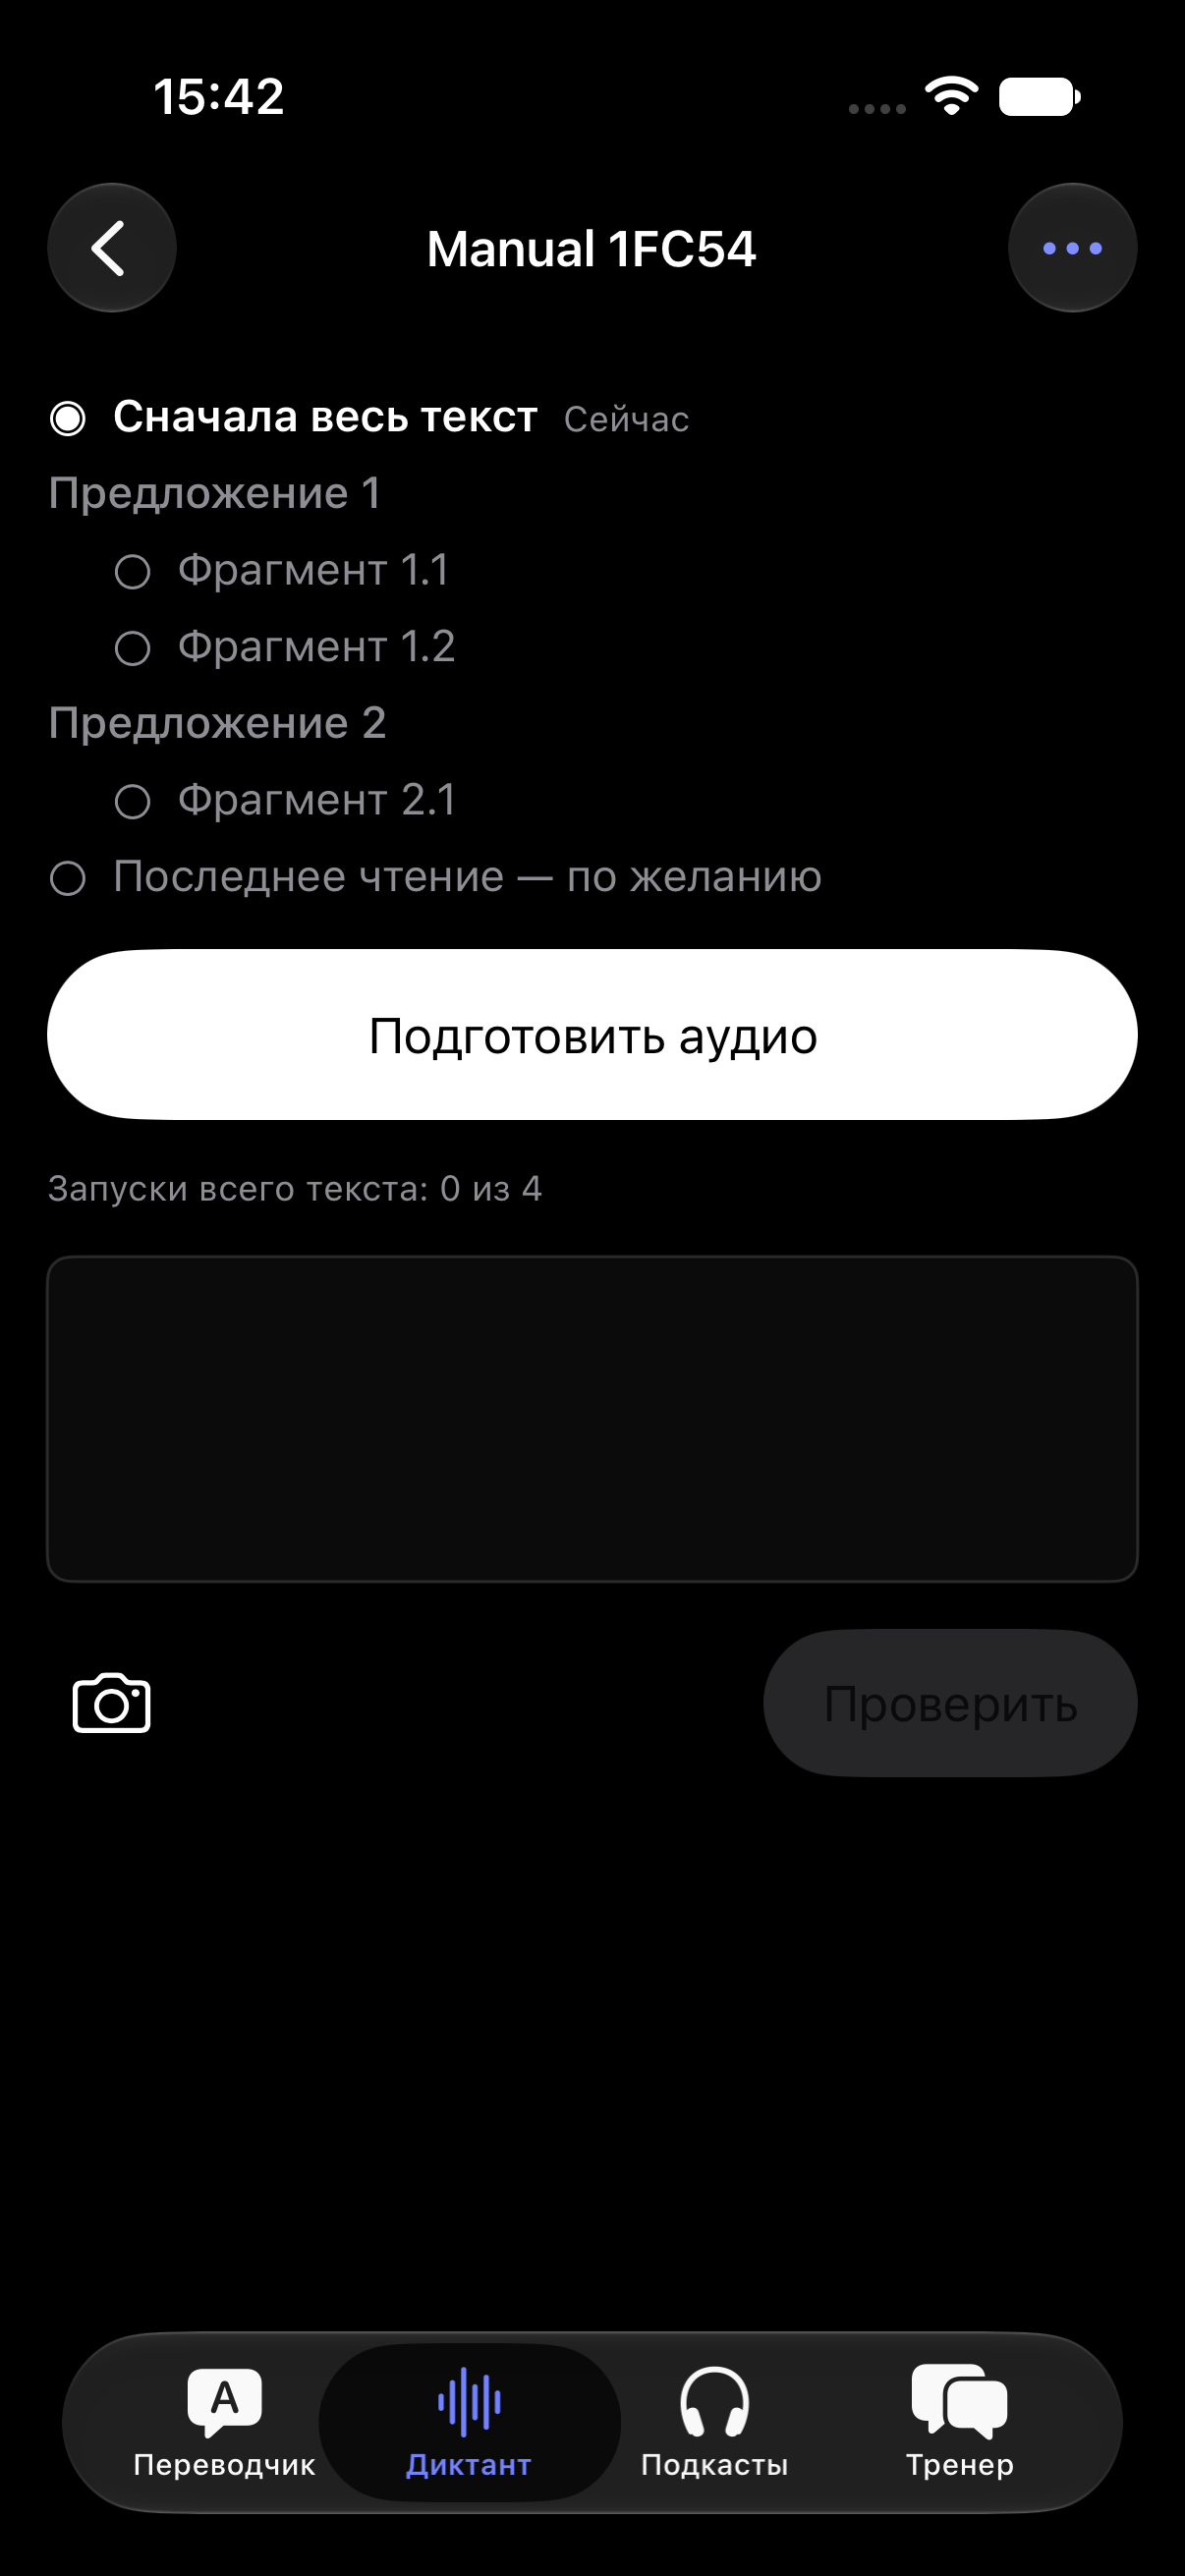 15:42
Manual 1FC54
Сначала весь текст Сейчас
Предложение 1
Фрагмент 1.1
Фрагмент 1.2
Предложение 2
Фрагмент 2.1
Последнее чтение — по желанию
Подготовить аудио
Запуски всего текста: 0 из 4
Проверить
A
Переводчик Диктант Подкасты Тренер